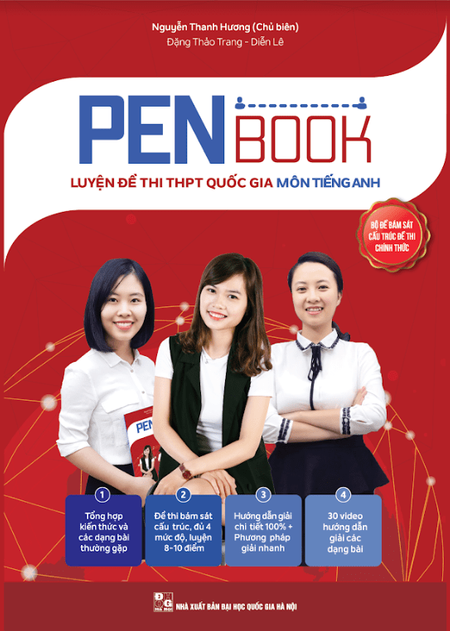 Nguyễn Thanh Hương (Chủ biên)
Đặng Thảo Trang - Diễn Lê
PEN BOOK
LUYỆN ĐỀ THI THPT QUỐC GIA MÔN TIẾNG ANH
BỘ ĐỀ BÁM SÁT
CẤU TRÚC ĐỀ THI
CHÍNH THỨC
PEN
1
Tổng hợp
kiến thức và
các dạng bài
thường gặp
2
Đề thi bám sát
cấu trúc, đủ 4
mức độ, luyện
8-10 điểm
3
Hướng dẫn giải
chi tiết 100% +
Phương pháp
giải nhanh
4
30 video
hướng dẫn
giải các
dạng bài
NHÀ XUẤT BẢN ĐẠI HỌC QUỐC GIA HÀ NỘI